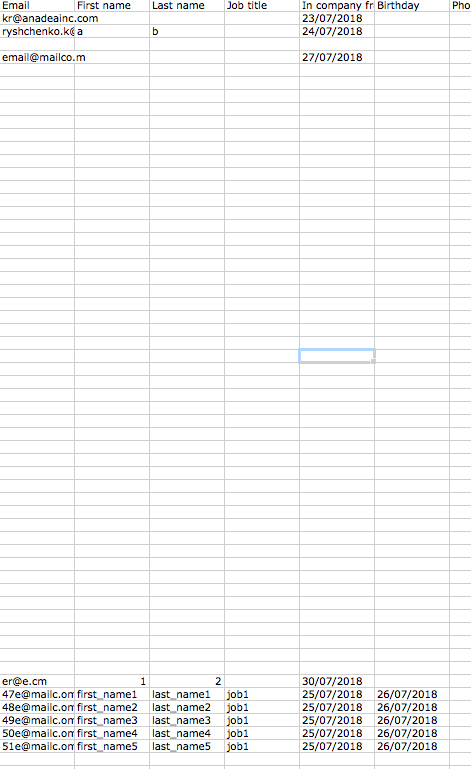 Email First name Last name Job title In company fr Birthday Pho
kr@anadeainc.com 23/07/2018
ryshchenko.k@ a b 24/07/2018
email@mailco.m 27/07/2018
er@e.cm 1 2 30/07/2018
47e@mailc.om first_name1 last_name1 job1 25/07/2018 26/07/2018
48e@mailc.om first_name2 last_name2 job1 25/07/2018 26/07/2018
49e@mailc.om first_name3 last_name3 job1 25/07/2018 26/07/2018
50e@mailc.om first_name4 last_name4 job1 25/07/2018 26/07/2018
51e@mailc.om first_name5 last_name5 job1 25/07/2018 26/07/2018